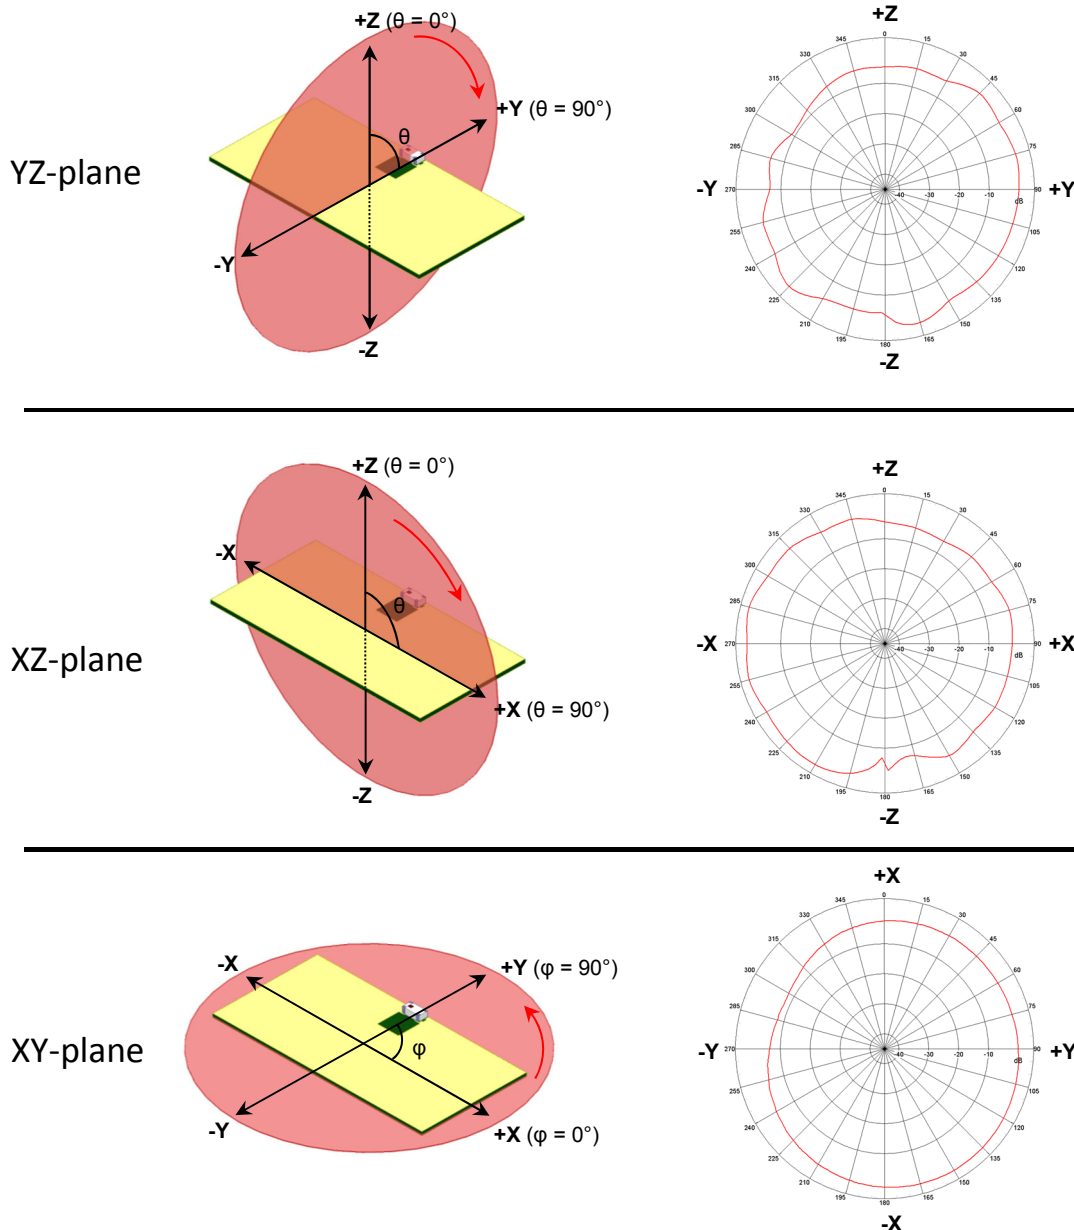 +Z (θ = 0°)
θ
+Y (θ = 90°)
YZ-plane
-Y
-Z
+Z
0
15
30
45
60
75
90
105
120
135
150
165
180
195
210
225
240
255
270
285
300
315
330
345
-40
-30
-20
-10
dB
-Y
+Y
-Z
+Z (θ = 0°)
-X
θ
XZ-plane
+X (θ = 90°)
-Z
+Z
0
15
30
45
60
75
90
105
120
135
150
165
180
195
210
225
240
255
270
285
300
315
330
345
-40
-30
-20
-10
dB
-X
+X
-Z
-X
+Y (φ = 90°)
XY-plane
φ
-Y
+X (φ = 0°)
+X
0
15
30
45
60
75
90
105
120
135
150
165
180
195
210
225
240
255
270
285
300
315
330
345
-40
-30
-20
-10
dB
-Y
+Y
-X